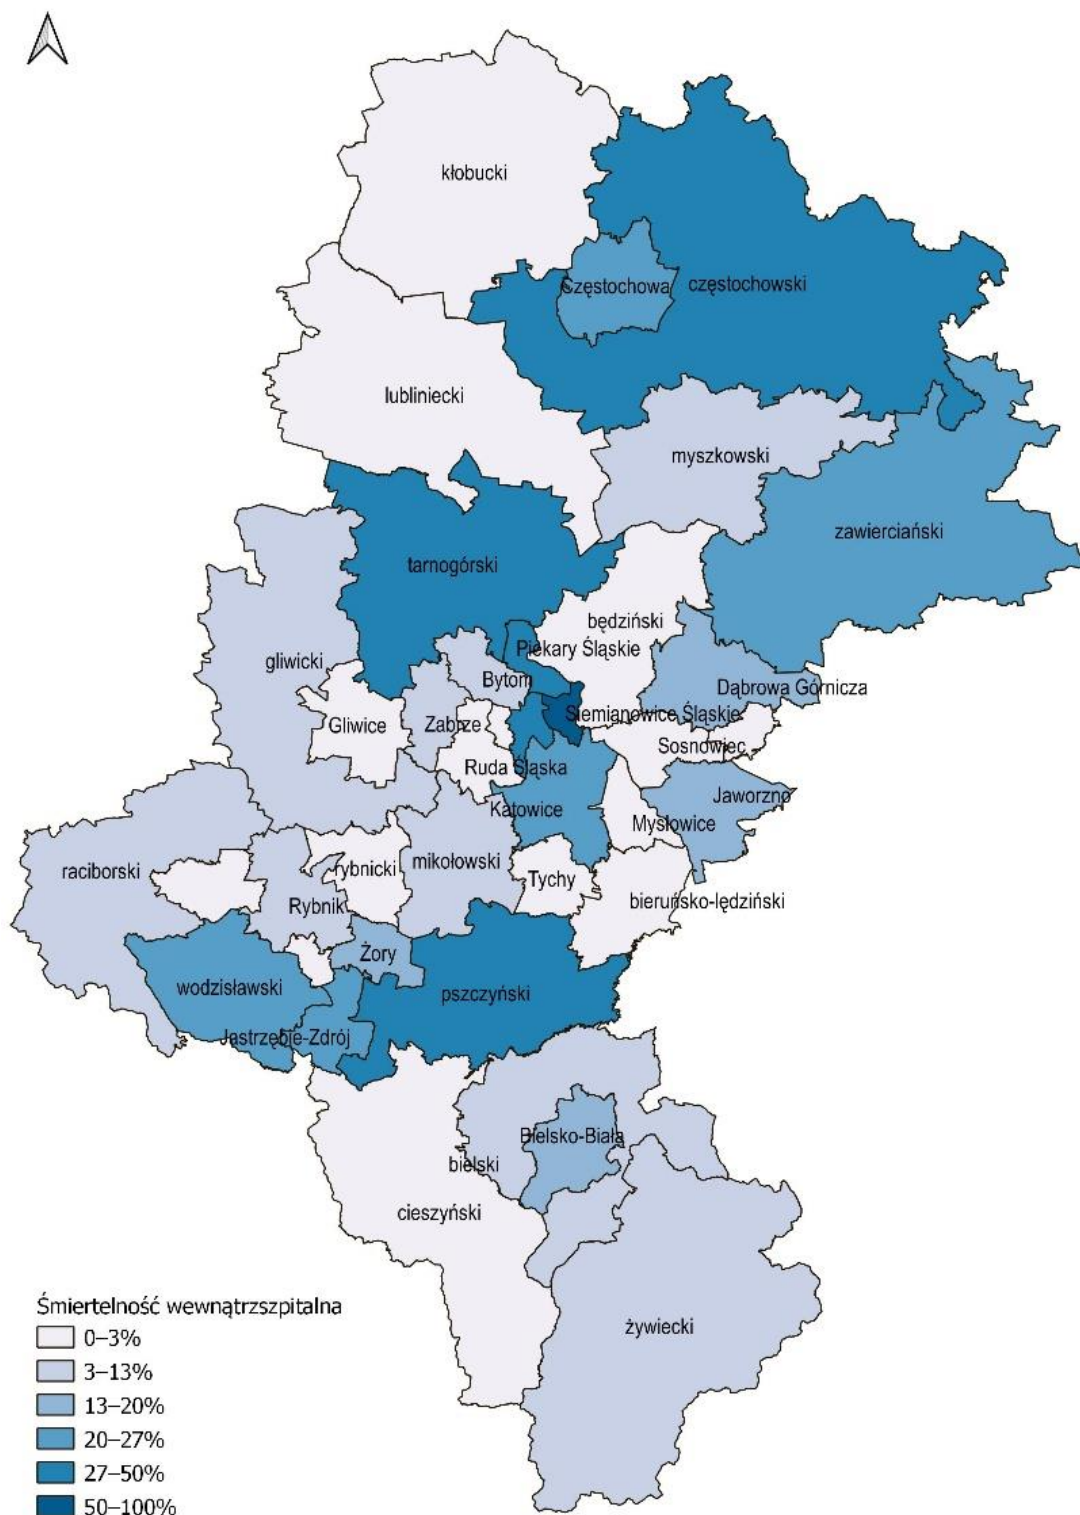 kłobucki
Częstochowa
częstochowski
lubliniecki
myszkowski
zawierciański
tarnogórski
będziński
Piekary Śląskie
gliwicki
Bytom
Dąbrowa Górnicza
Siemianowice Śląskie
Gliwice
Zabrze
Sosnowiec
Ruda Śląska
Jaworzno
Katowice
Mysłowice
raciborski
rybnicki
mikołowski
Tychy
bieruńsko-lędziński
Rybnik
Żory
wodzisławski
pszczyński
Jastrzębie-Zdrój
Bielsko-Biała
bielski
cieszyński
żywiecki
Śmiertelność wewnątrzszpitalna
0–3%
3–13%
13–20%
20–27%
27–50%
50–100%